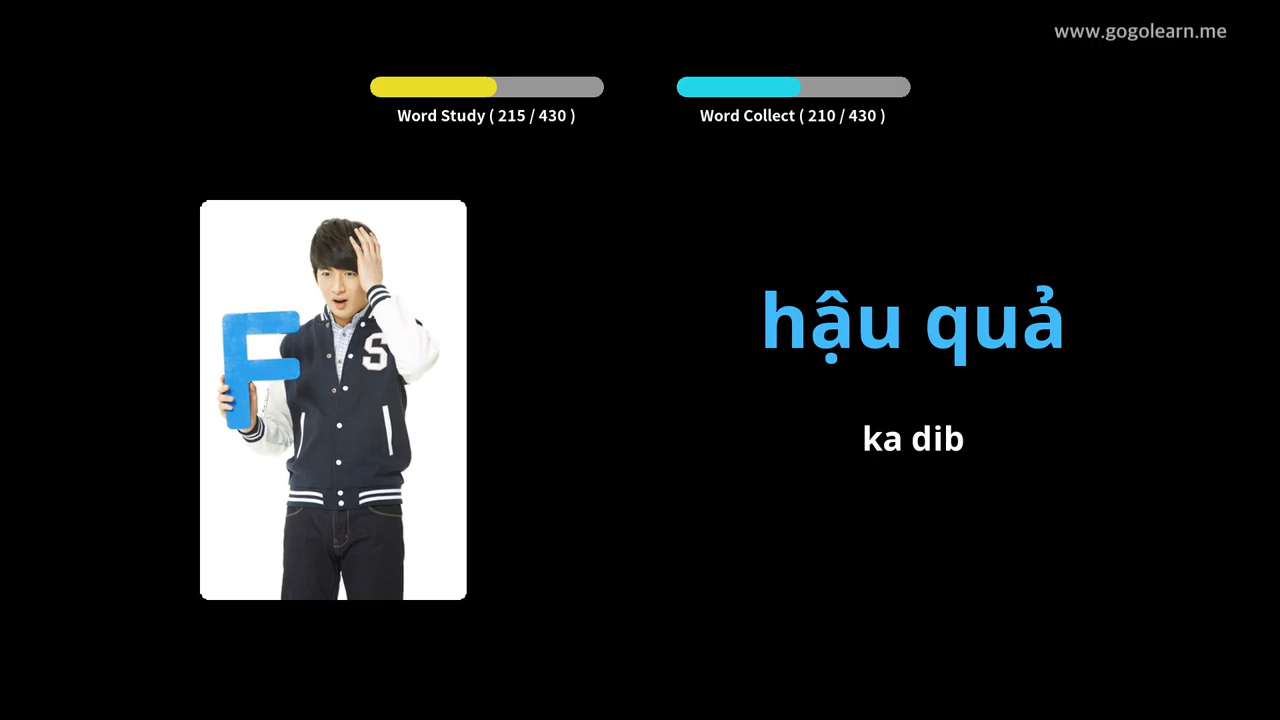 www.gogolearn.me
Word Study ( 215 / 430 )
Word Collect ( 210 / 430 )
F
S
hậu quả
ka dib